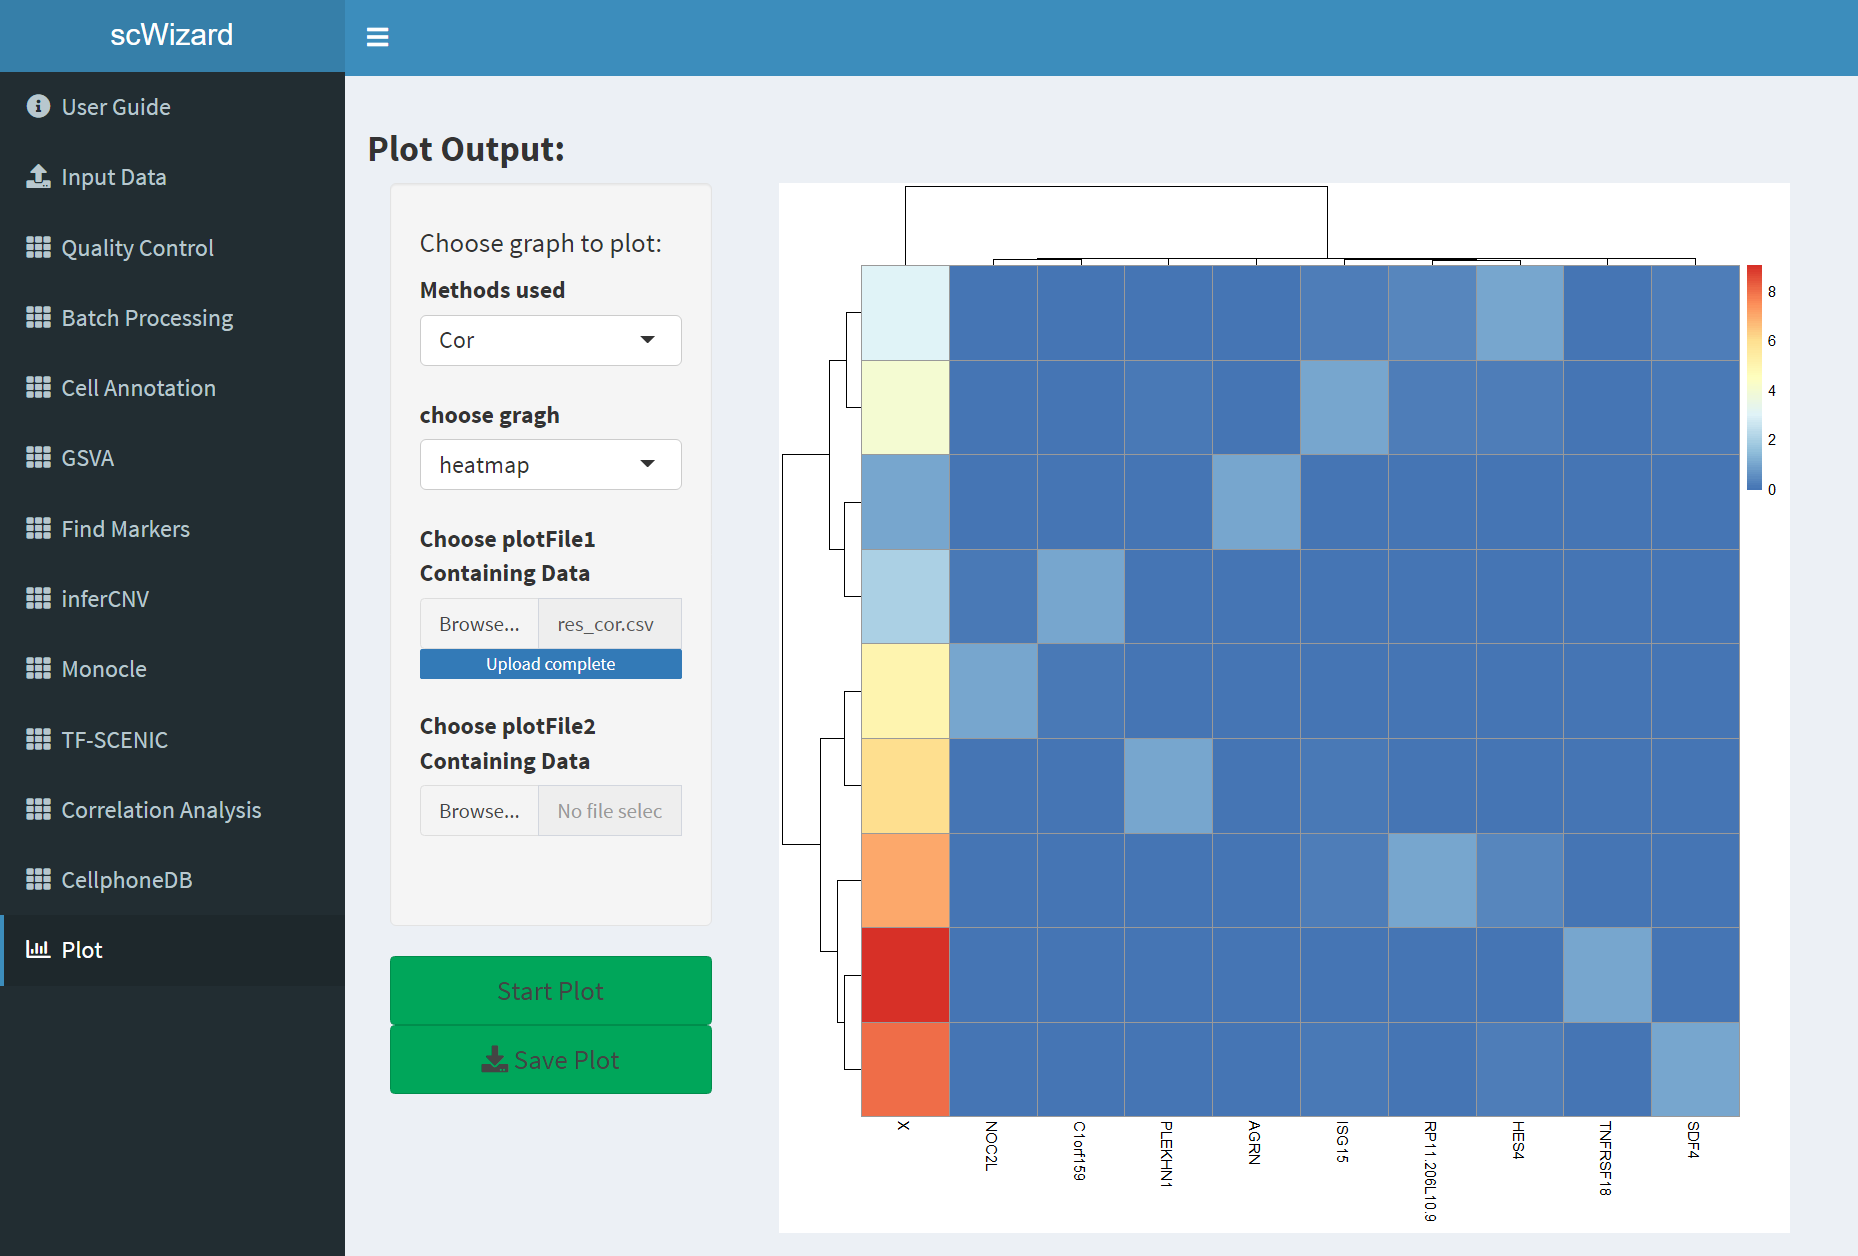 scWizard
User Guide
Input Data
Quality Control
Batch Processing
Cell Annotation
GSVA
Find Markers
inferCNV
Monocle
TF-SCENIC
Correlation Analysis
CellphoneDB
Plot
Plot Output:
Choose graph to plot:
Methods used
Cor
choose gragh
heatmap
Choose plotFile1
Containing Data
Browse... res_cor.csv
Upload complete
Choose plotFile2
Containing Data
Browse... No file selec
Start Plot
Save Plot
8
6
4
2
0
X
NOC2L
C1orf159
PLEKHN1
AGRN
ISG15
RP11.206L10.9
HES4
TNFRSF18
SDF4